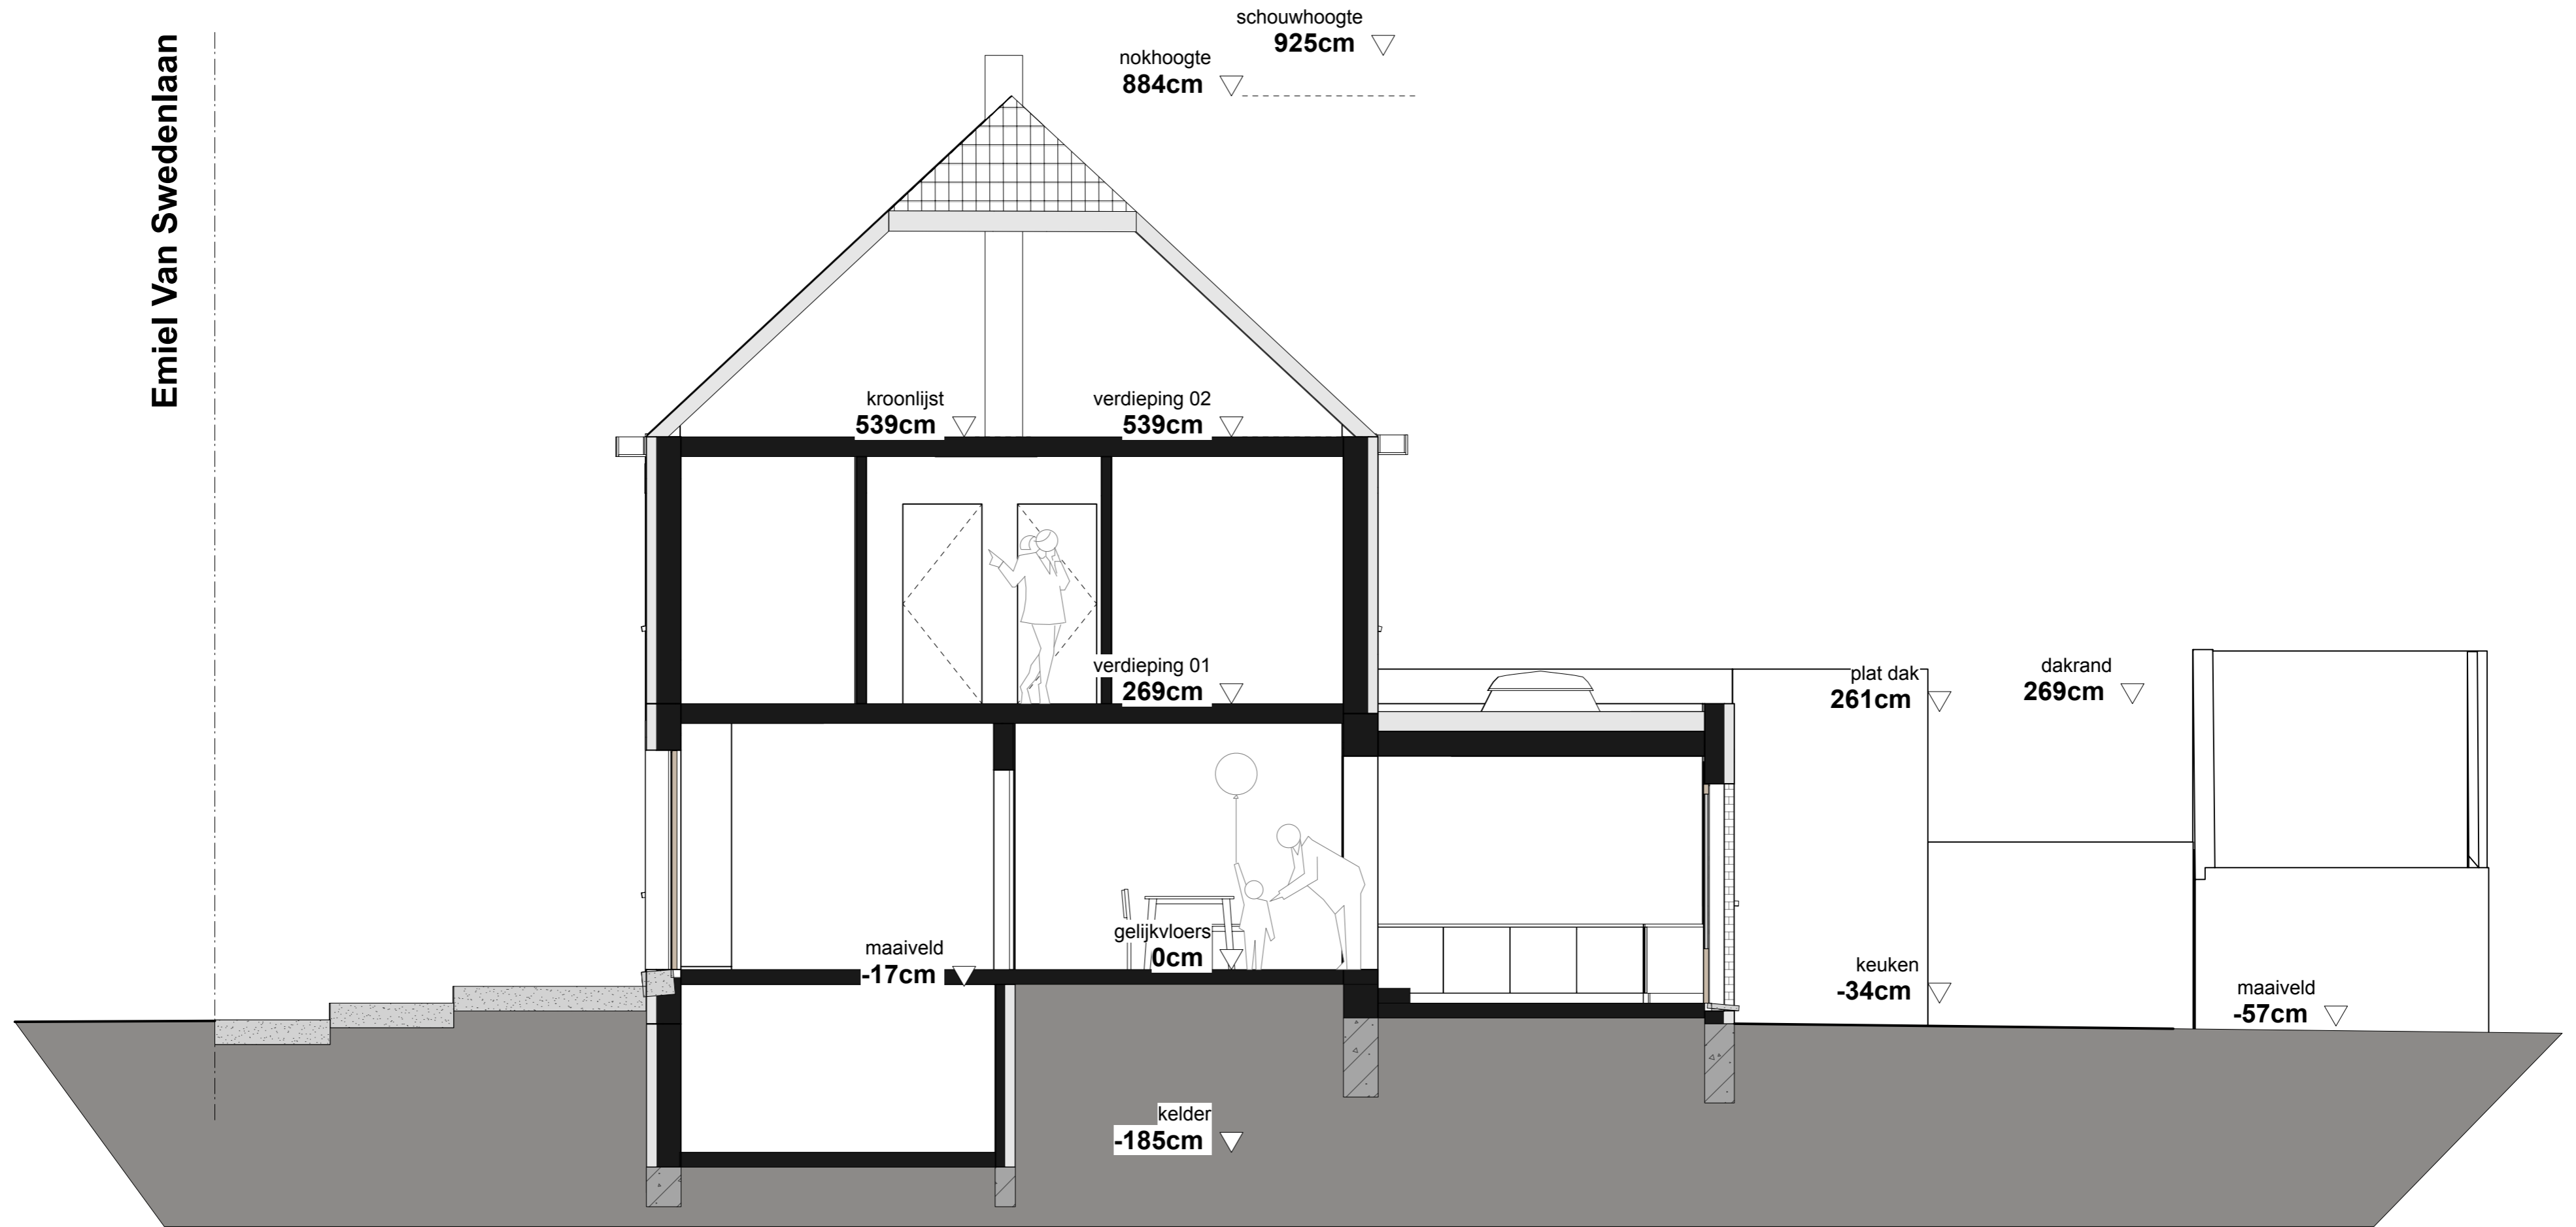 Emiel Van Swedenlaan
schouwhoogte
925cm
nokhoogte
884cm
kroonlijst
539cm
verdieping 02
539cm
verdieping 01
269cm
plat dak
261cm
dakrand
269cm
maaiveld
-17cm
gelijkvloers
0cm
keuken
-34cm
maaiveld
-57cm
kelder
-185cm